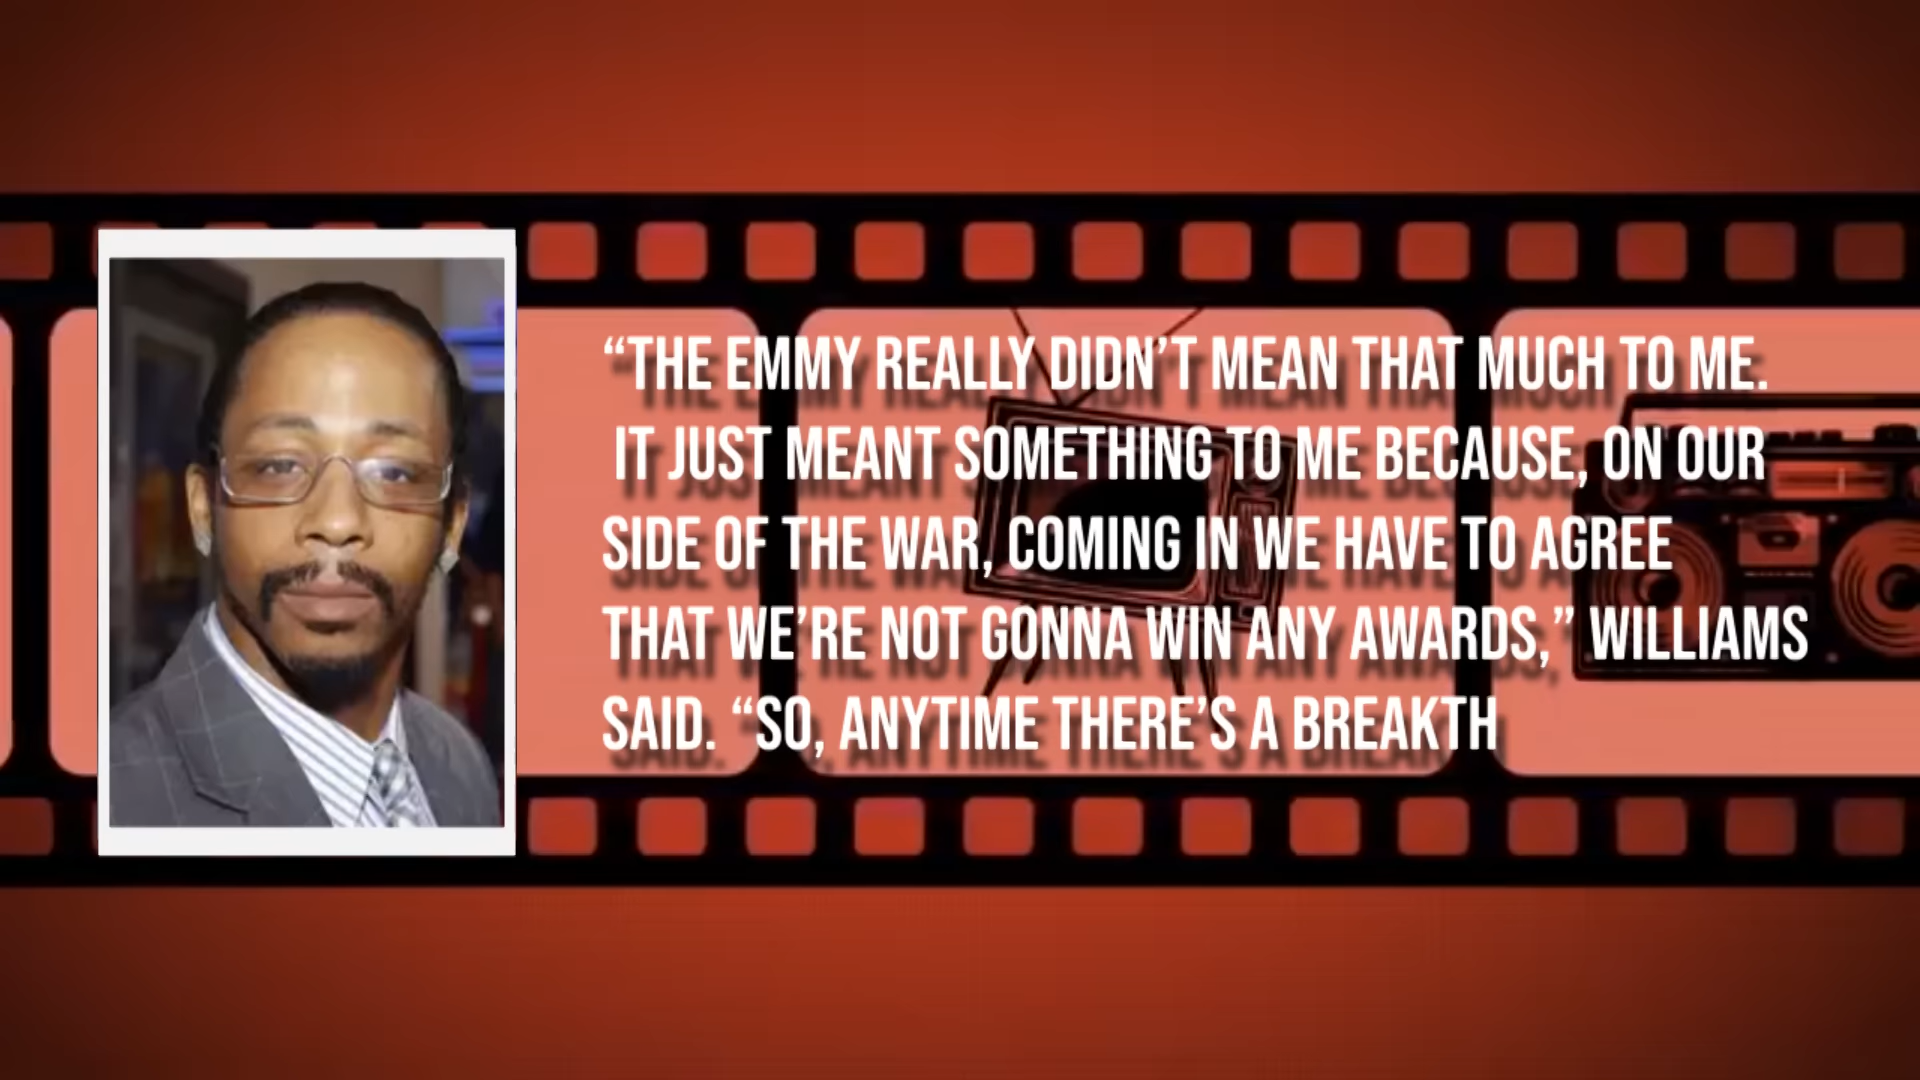 “THE EMMY REALLY DIDN’T MEAN THAT MUCH TO ME.
IT JUST MEANT SOMETHING TO ME BECAUSE, ON OUR
SIDE OF THE WAR, COMING IN WE HAVE TO AGREE
THAT WE’RE NOT GONNA WIN ANY AWARDS,” WILLIAMS
SAID. “SO, ANYTIME THERE’S A BREAKTH